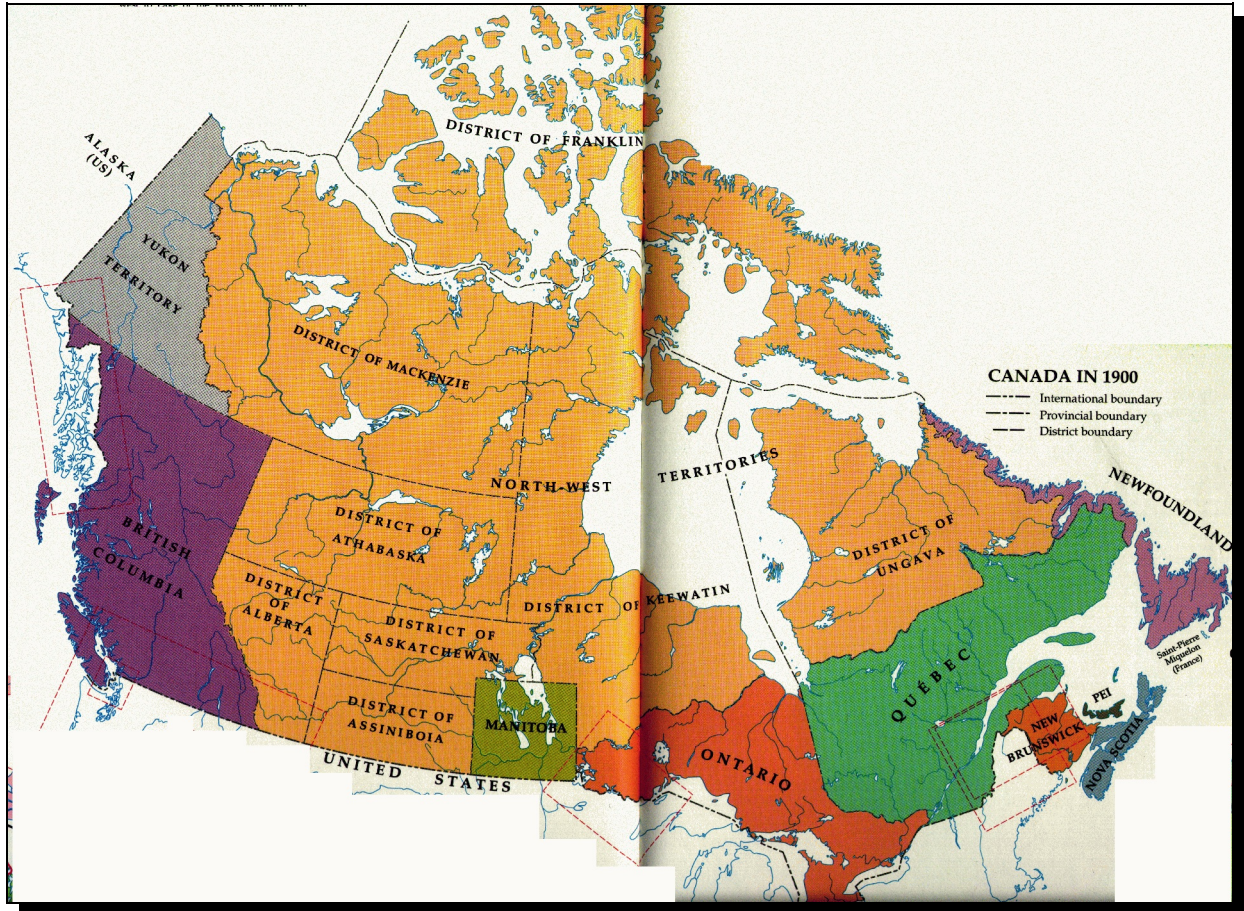 DISTRICT OF FRANKLIN
ALASKA
(US)
YUKON
TERRITORY
DISTRICT OF MACKENZIE
CANADA IN 1900
International boundary
Provincial boundary
District boundary
NORTH-WEST TERRITORIES
NEWFOUNDLAND
DISTRICT OF
ATHABASKA
BRITISH
COLUMBIA
DISTRICT OF
UNGAVA
DISTRICT
OF
ALBERTA
DISTRICT OF
SASKATCHEWAN
DISTRICT OF KEEWATIN
Saint-Pierre
Miquelon
(France)
QUÉBEC
PEI
DISTRICT OF
ASSINIBOIA
MANITOBA
NEW
BRUNSWICK
NOVA SCOTIA
ONTARIO
UNITED STATES